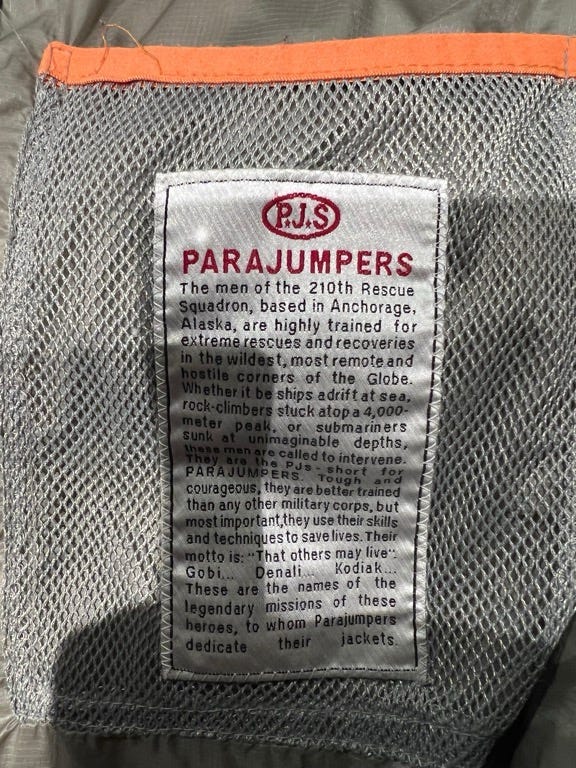 P.J.S
PARAJUMPERS
The men of the 210th Rescue
Squadron, based in Anchorage,
Alaska, are highly trained for
extreme rescues and recoveries
in the wildest, most remote and
hostile corners of the Globe.
Whether it be ships adrift at sea,
rock-climbers stuck atop a 4,000-
meter peak, or submariners
sunk at unimaginable depths,
these men are called to intervene.
They are the PJs - short for
PARAJUMPERS. Tough and
courageous, they are better trained
than any other military corps, but
most important, they use their skills
and techniques to save lives. Their
motto is: "That others may live".
Gobi... Denali... Kodiak...
These are the names of the
legendary missions of these
heroes, to whom Parajumpers
dedicate their jackets